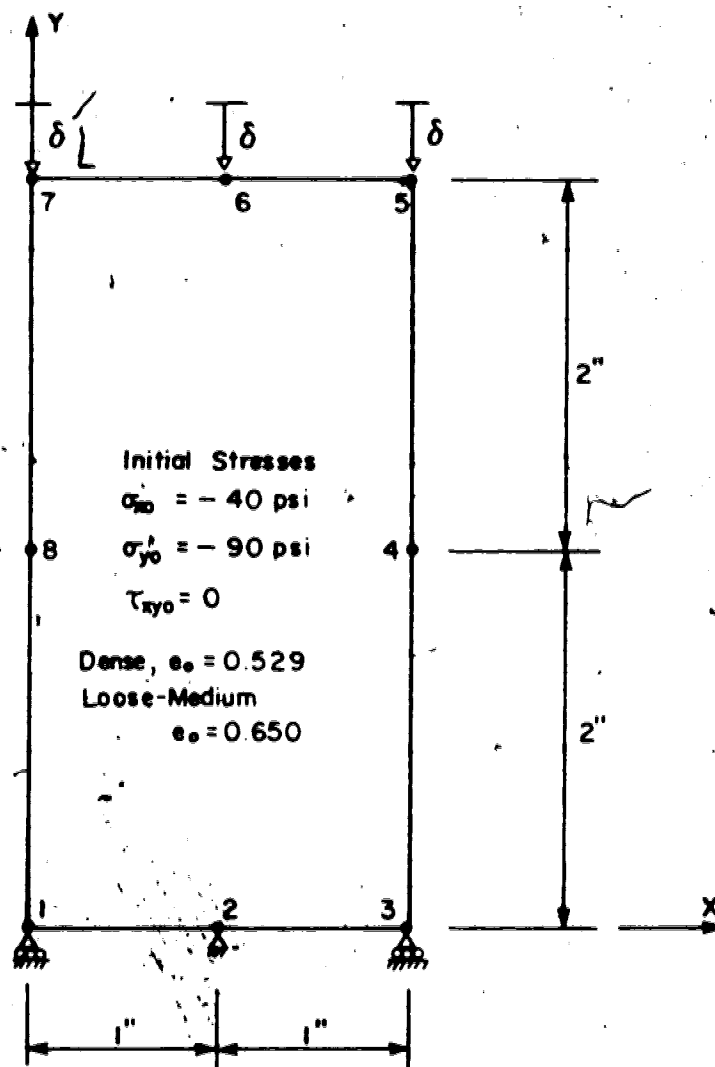 Y
δ δ δ
7 6 5
2"
Initial Stresses
σ'xo = - 40 psi
σ'yo = - 90 psi
8 4
τxyo = 0
Dense, eo = 0.529
Loose-Medium
eo = 0.650
2"
1 2 3 X
1" 1"